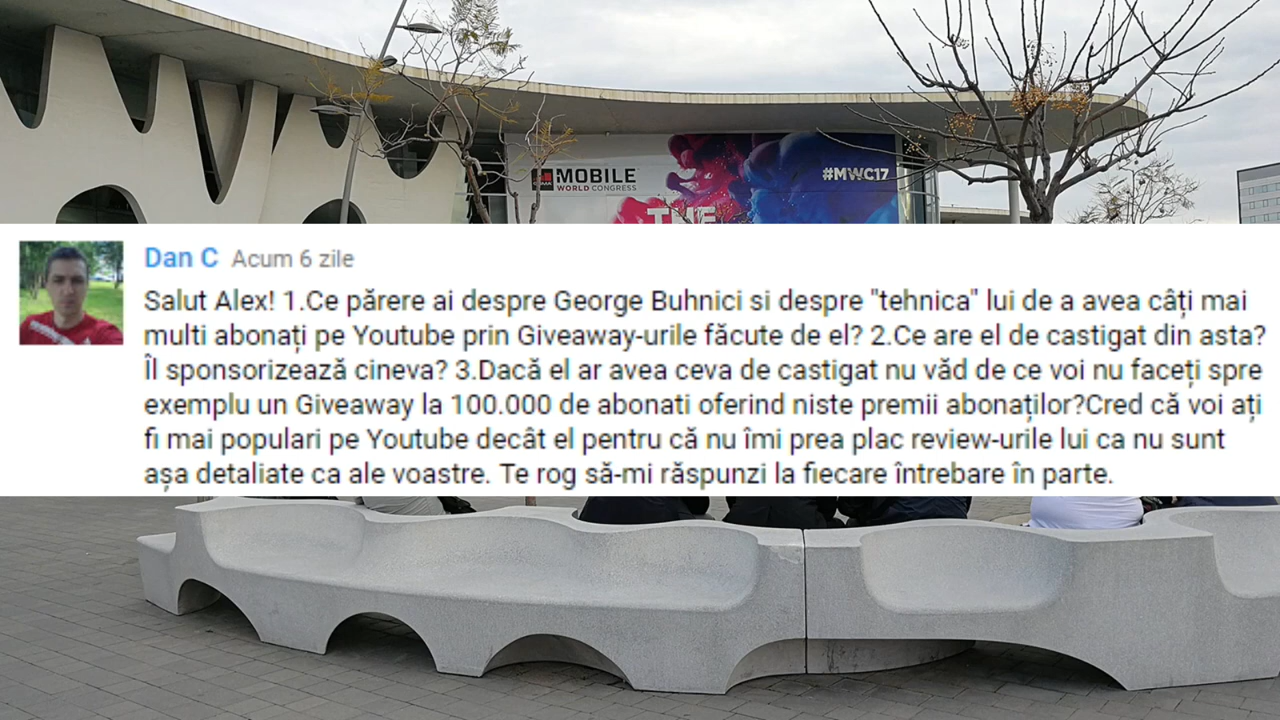 MOBILE
WORLD CONGRESS
#MWC17
THE
Dan C Acum 6 zile
Salut Alex! 1.Ce părere ai despre George Buhnici si despre "tehnica" lui de a avea câți mai
multi abonați pe Youtube prin Giveaway-urile făcute de el? 2.Ce are el de castigat din asta?
Îl sponsorizează cineva? 3.Dacă el ar avea ceva de castigat nu văd de ce voi nu faceți spre
exemplu un Giveaway la 100.000 de abonati oferind niste premii abonaților?Cred că voi ați
fi mai populari pe Youtube decât el pentru că nu îmi prea plac review-urile lui ca nu sunt
așa detaliate ca ale voastre. Te rog să-mi răspunzi la fiecare întrebare în parte.